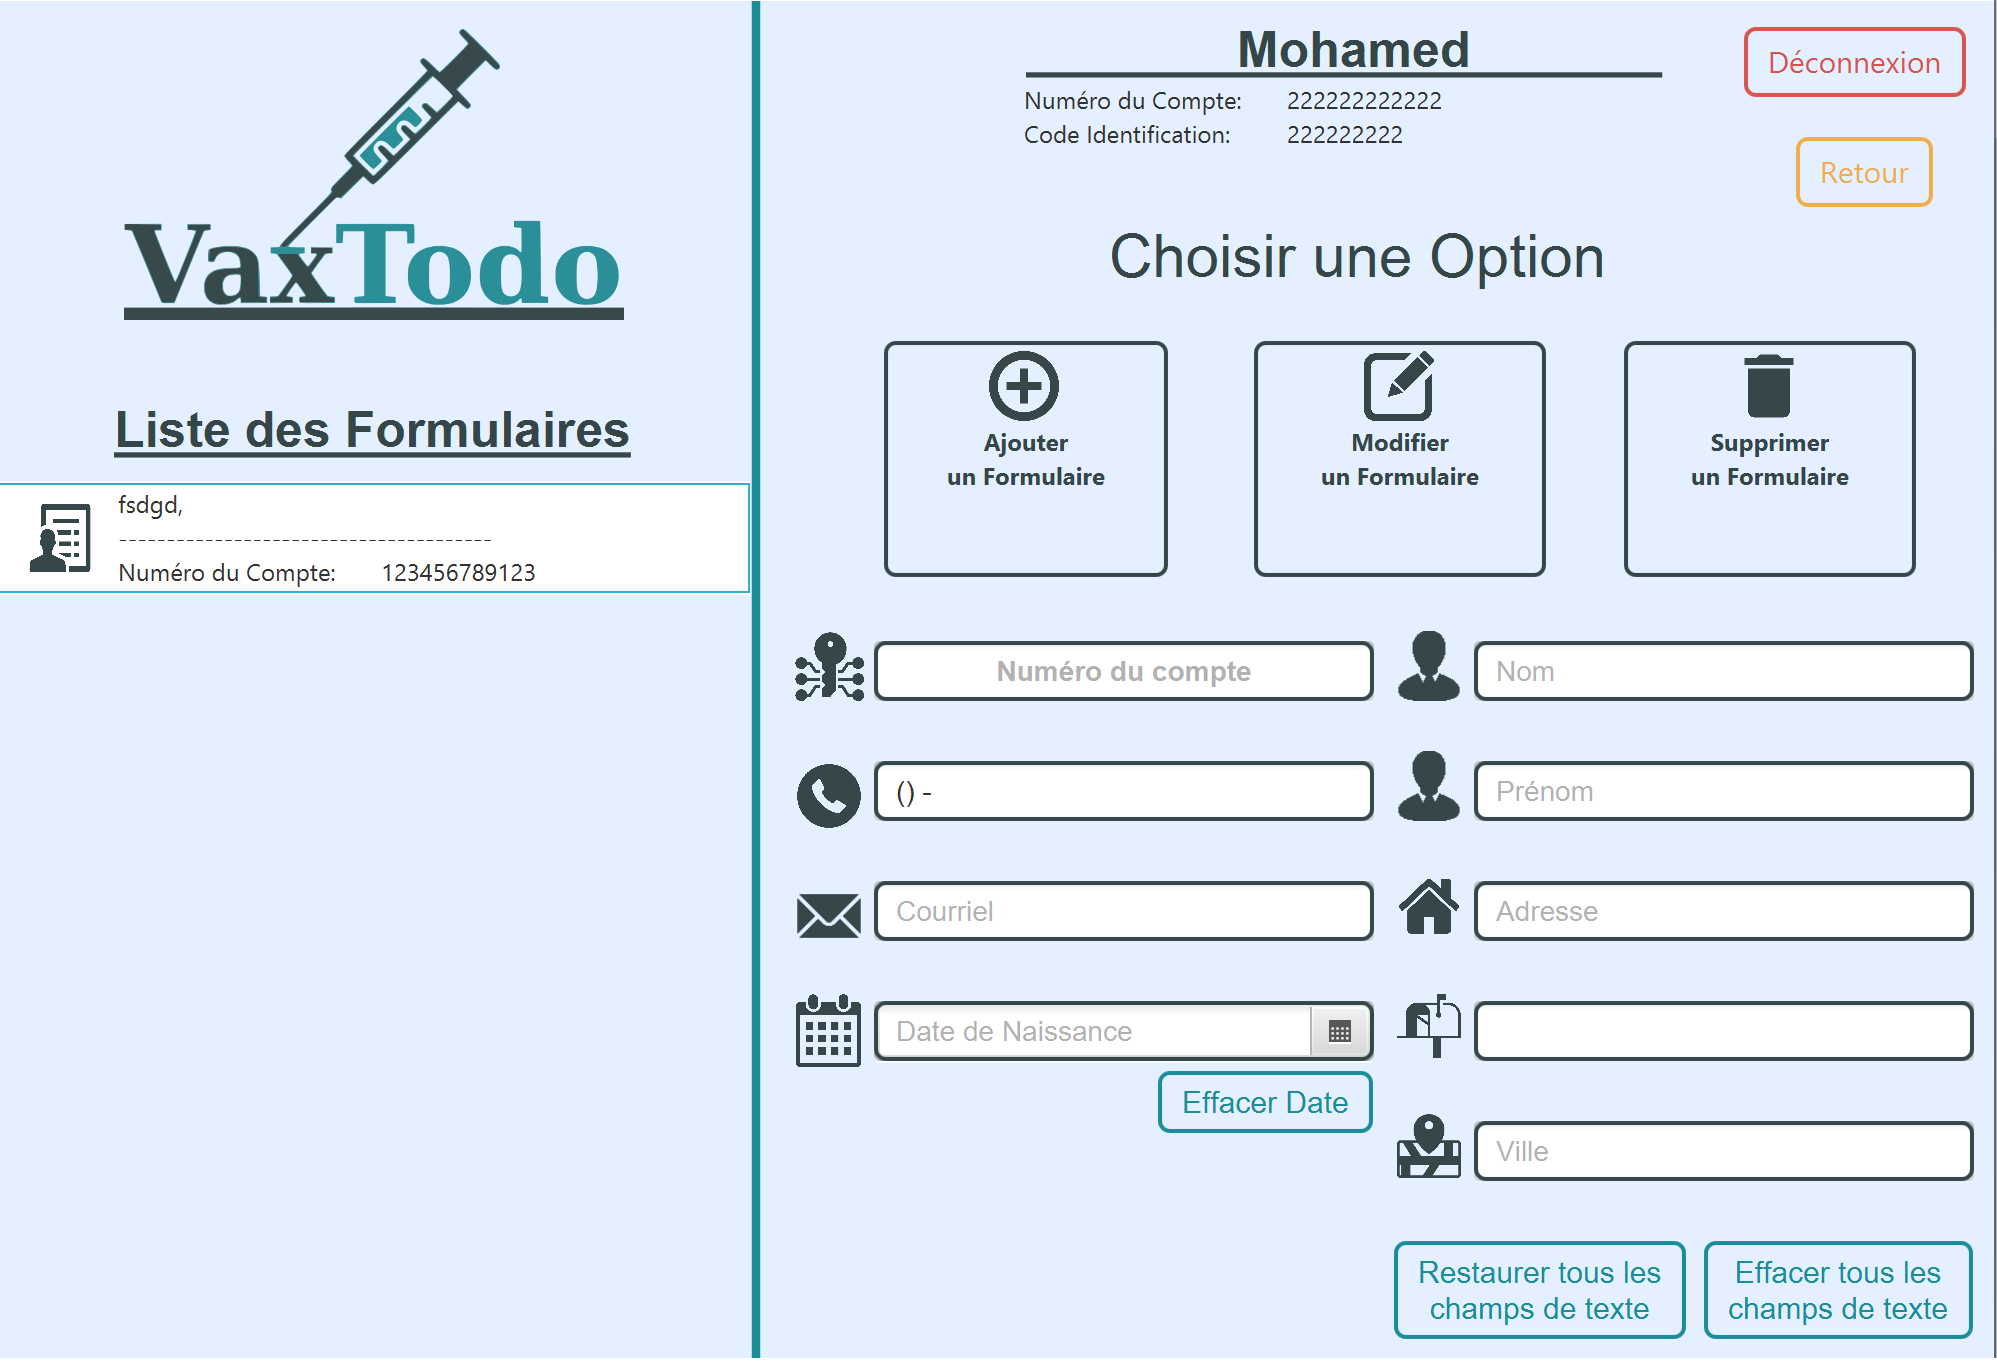 VaxTodo
Liste des Formulaires
fsdgd,
---------------------------------------
Numéro du Compte: 123456789123
Mohamed
Numéro du Compte: 222222222222
Code Identification: 222222222
Déconnexion
Retour
Choisir une Option
Ajouter
un Formulaire
Modifier
un Formulaire
Supprimer
un Formulaire
Numéro du compte
Nom
() -
Prénom
Courriel
Adresse
Date de Naissance
Effacer Date
Ville
Restaurer tous les
champs de texte
Effacer tous les
champs de texte